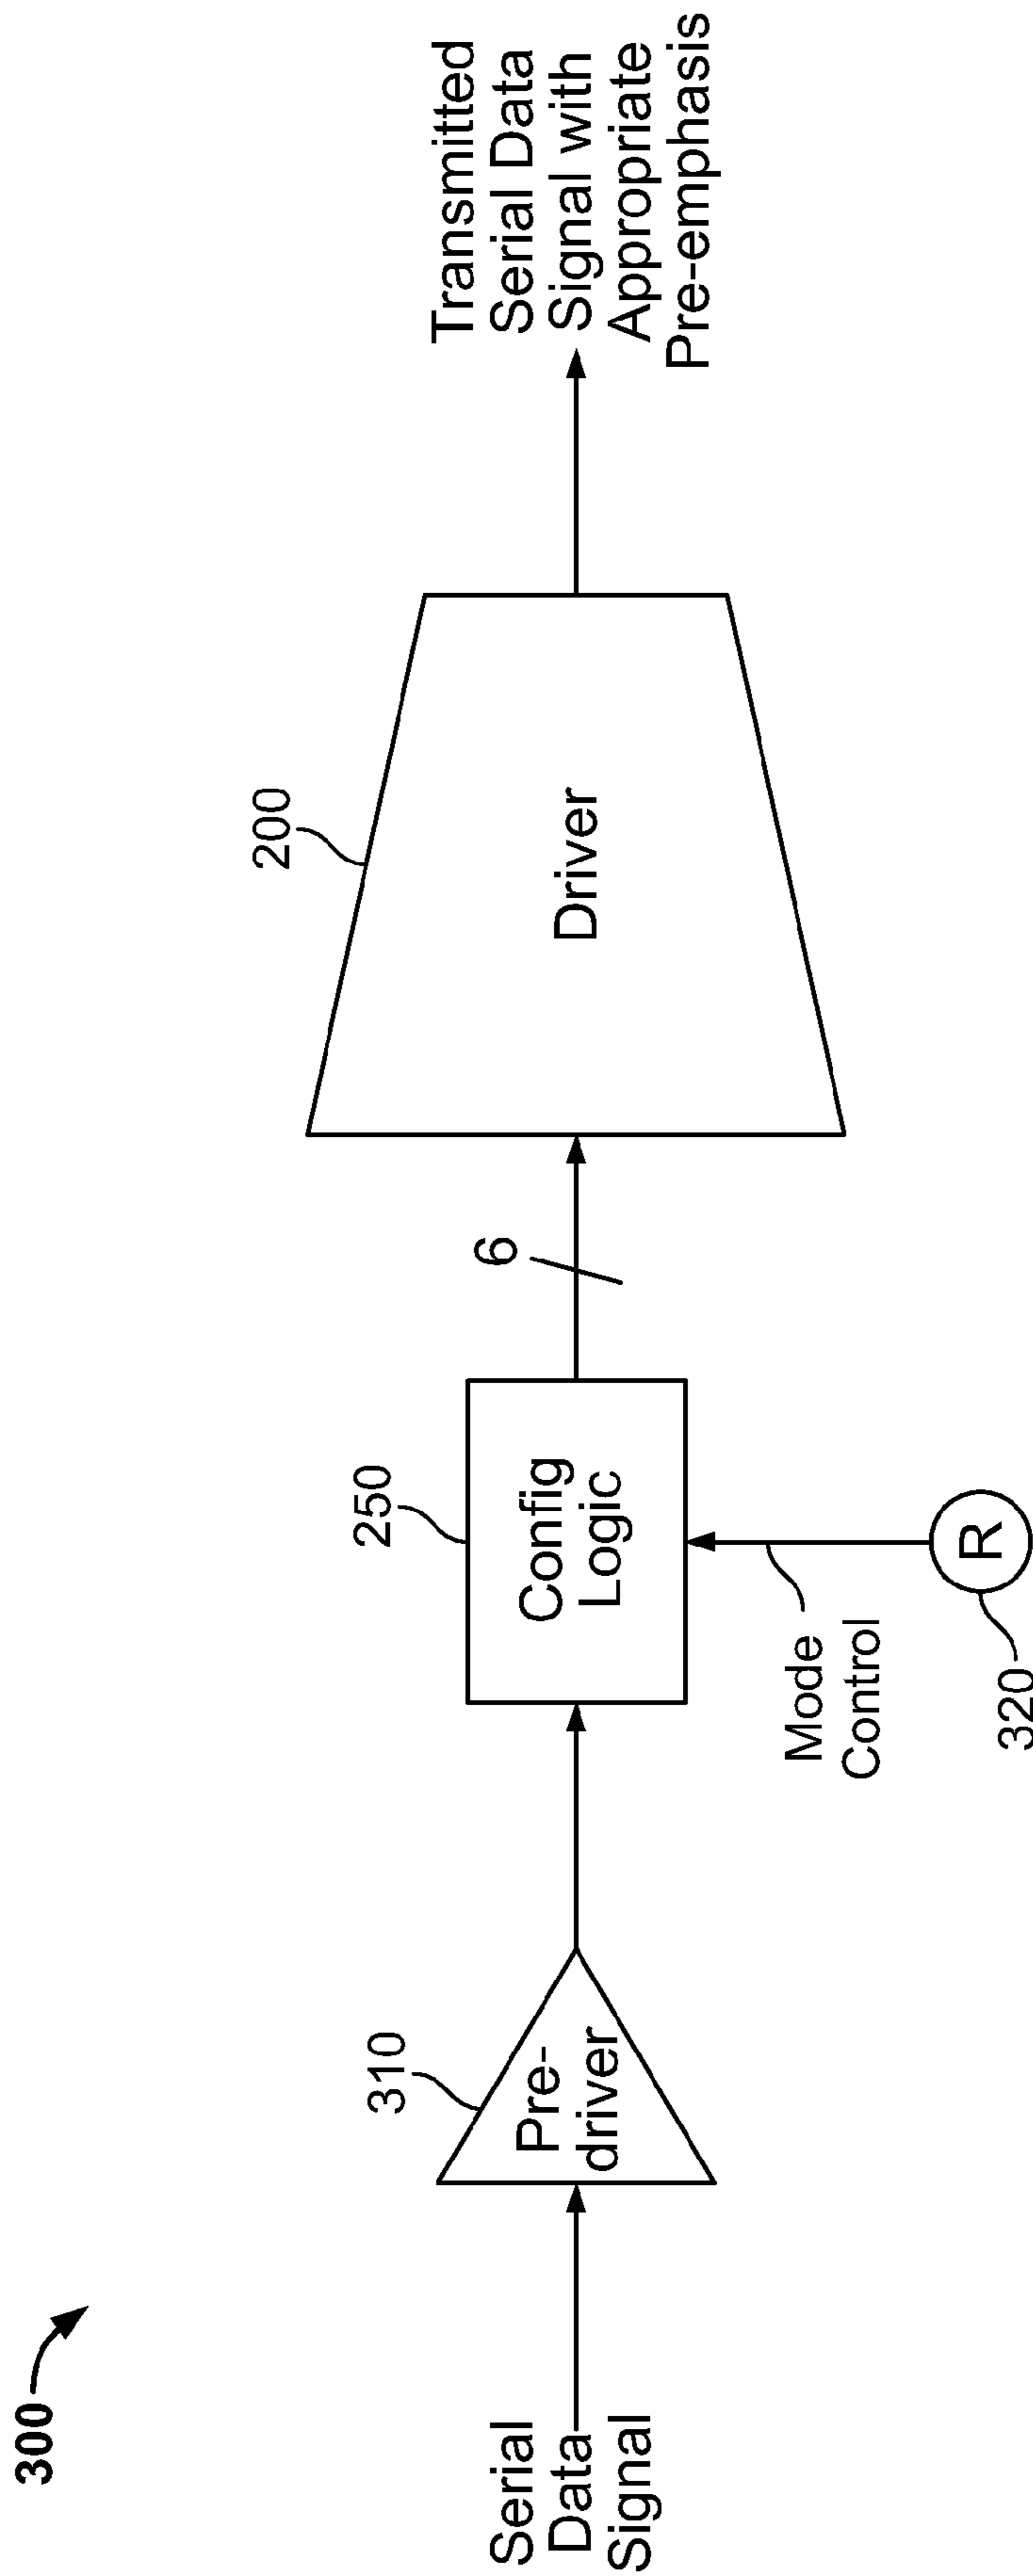 300
Serial
Data
Signal
310
Pre-
driver
250
Config
Logic
Mode
Control
R
320
6
200
Driver
Transmitted
Serial Data
Signal with
Appropriate
Pre-emphasis